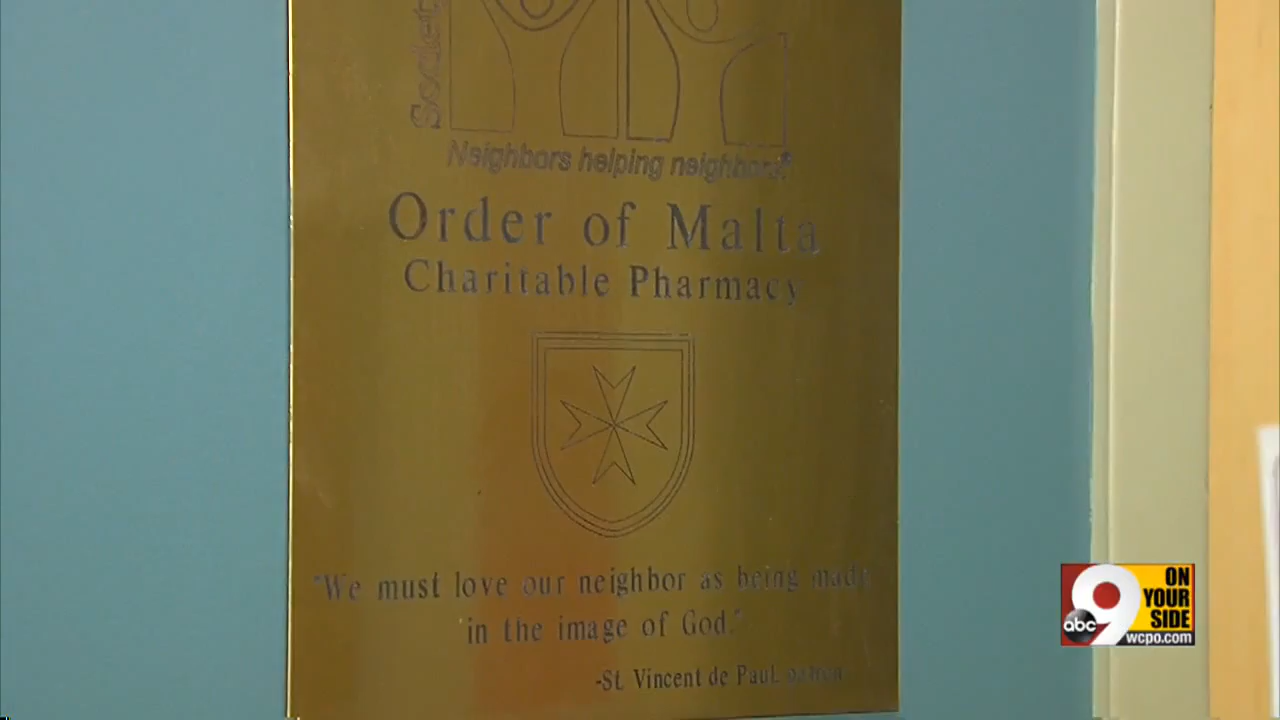 Neighbors helping neighbors.®
Order of Malta
Charitable Pharmacy
"We must love our neighbor as being made
in the image of God."
-St. Vincent de Paul,
abc 9 ON
YOUR
SIDE
wcpo.com